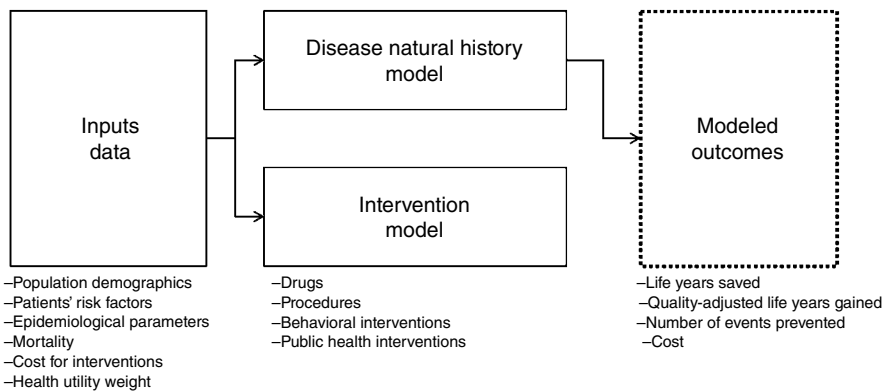 Inputs
data
Disease natural history
model
Intervention
model
Modeled
outcomes
–Population demographics
–Patients' risk factors
–Epidemiological parameters
–Mortality
–Cost for interventions
–Health utility weight
–Drugs
–Procedures
–Behavioral interventions
–Public health interventions
–Life years saved
–Quality-adjusted life years gained
–Number of events prevented
–Cost